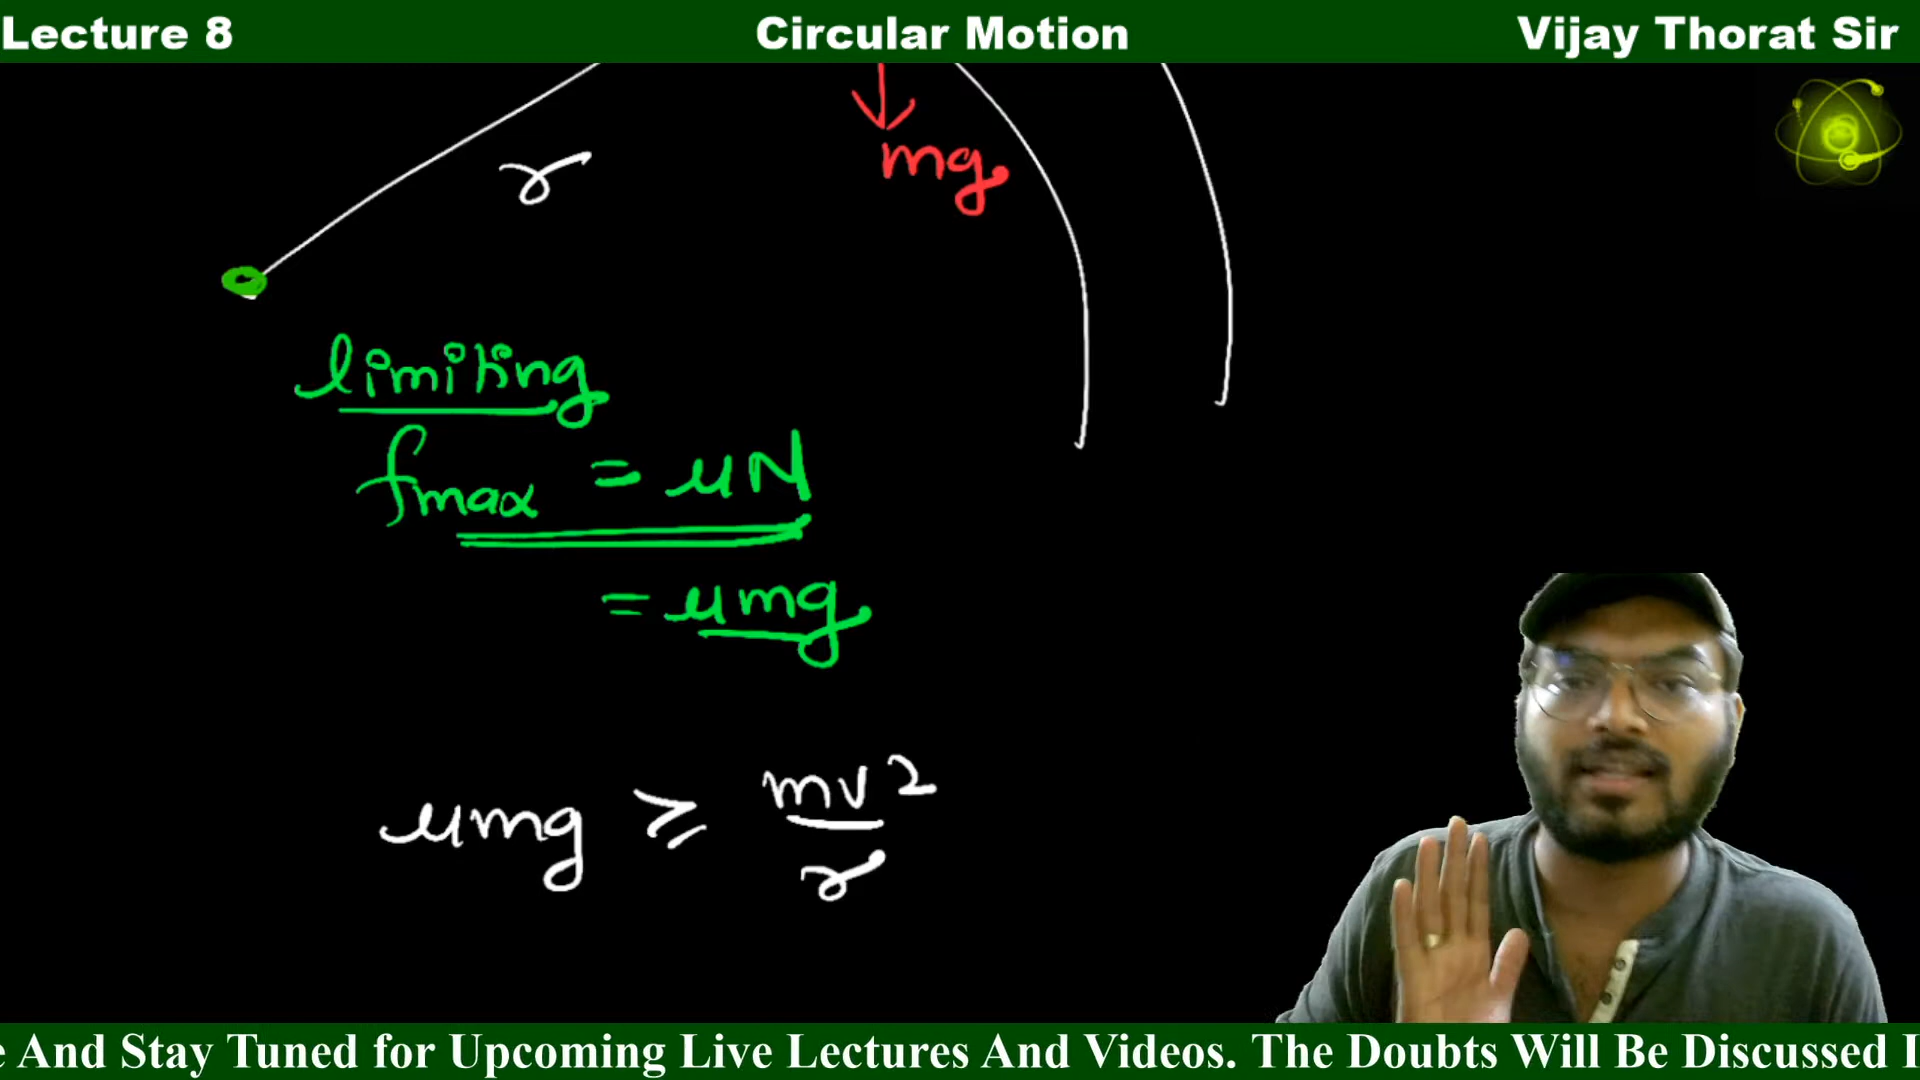 Lecture 8 Circular Motion Vijay Thorat Sir
mg
r
limiting
fmax = μN
= μmg
μmg ≥ mv2
r
e And Stay Tuned for Upcoming Live Lectures And Videos. The Doubts Will Be Discussed I